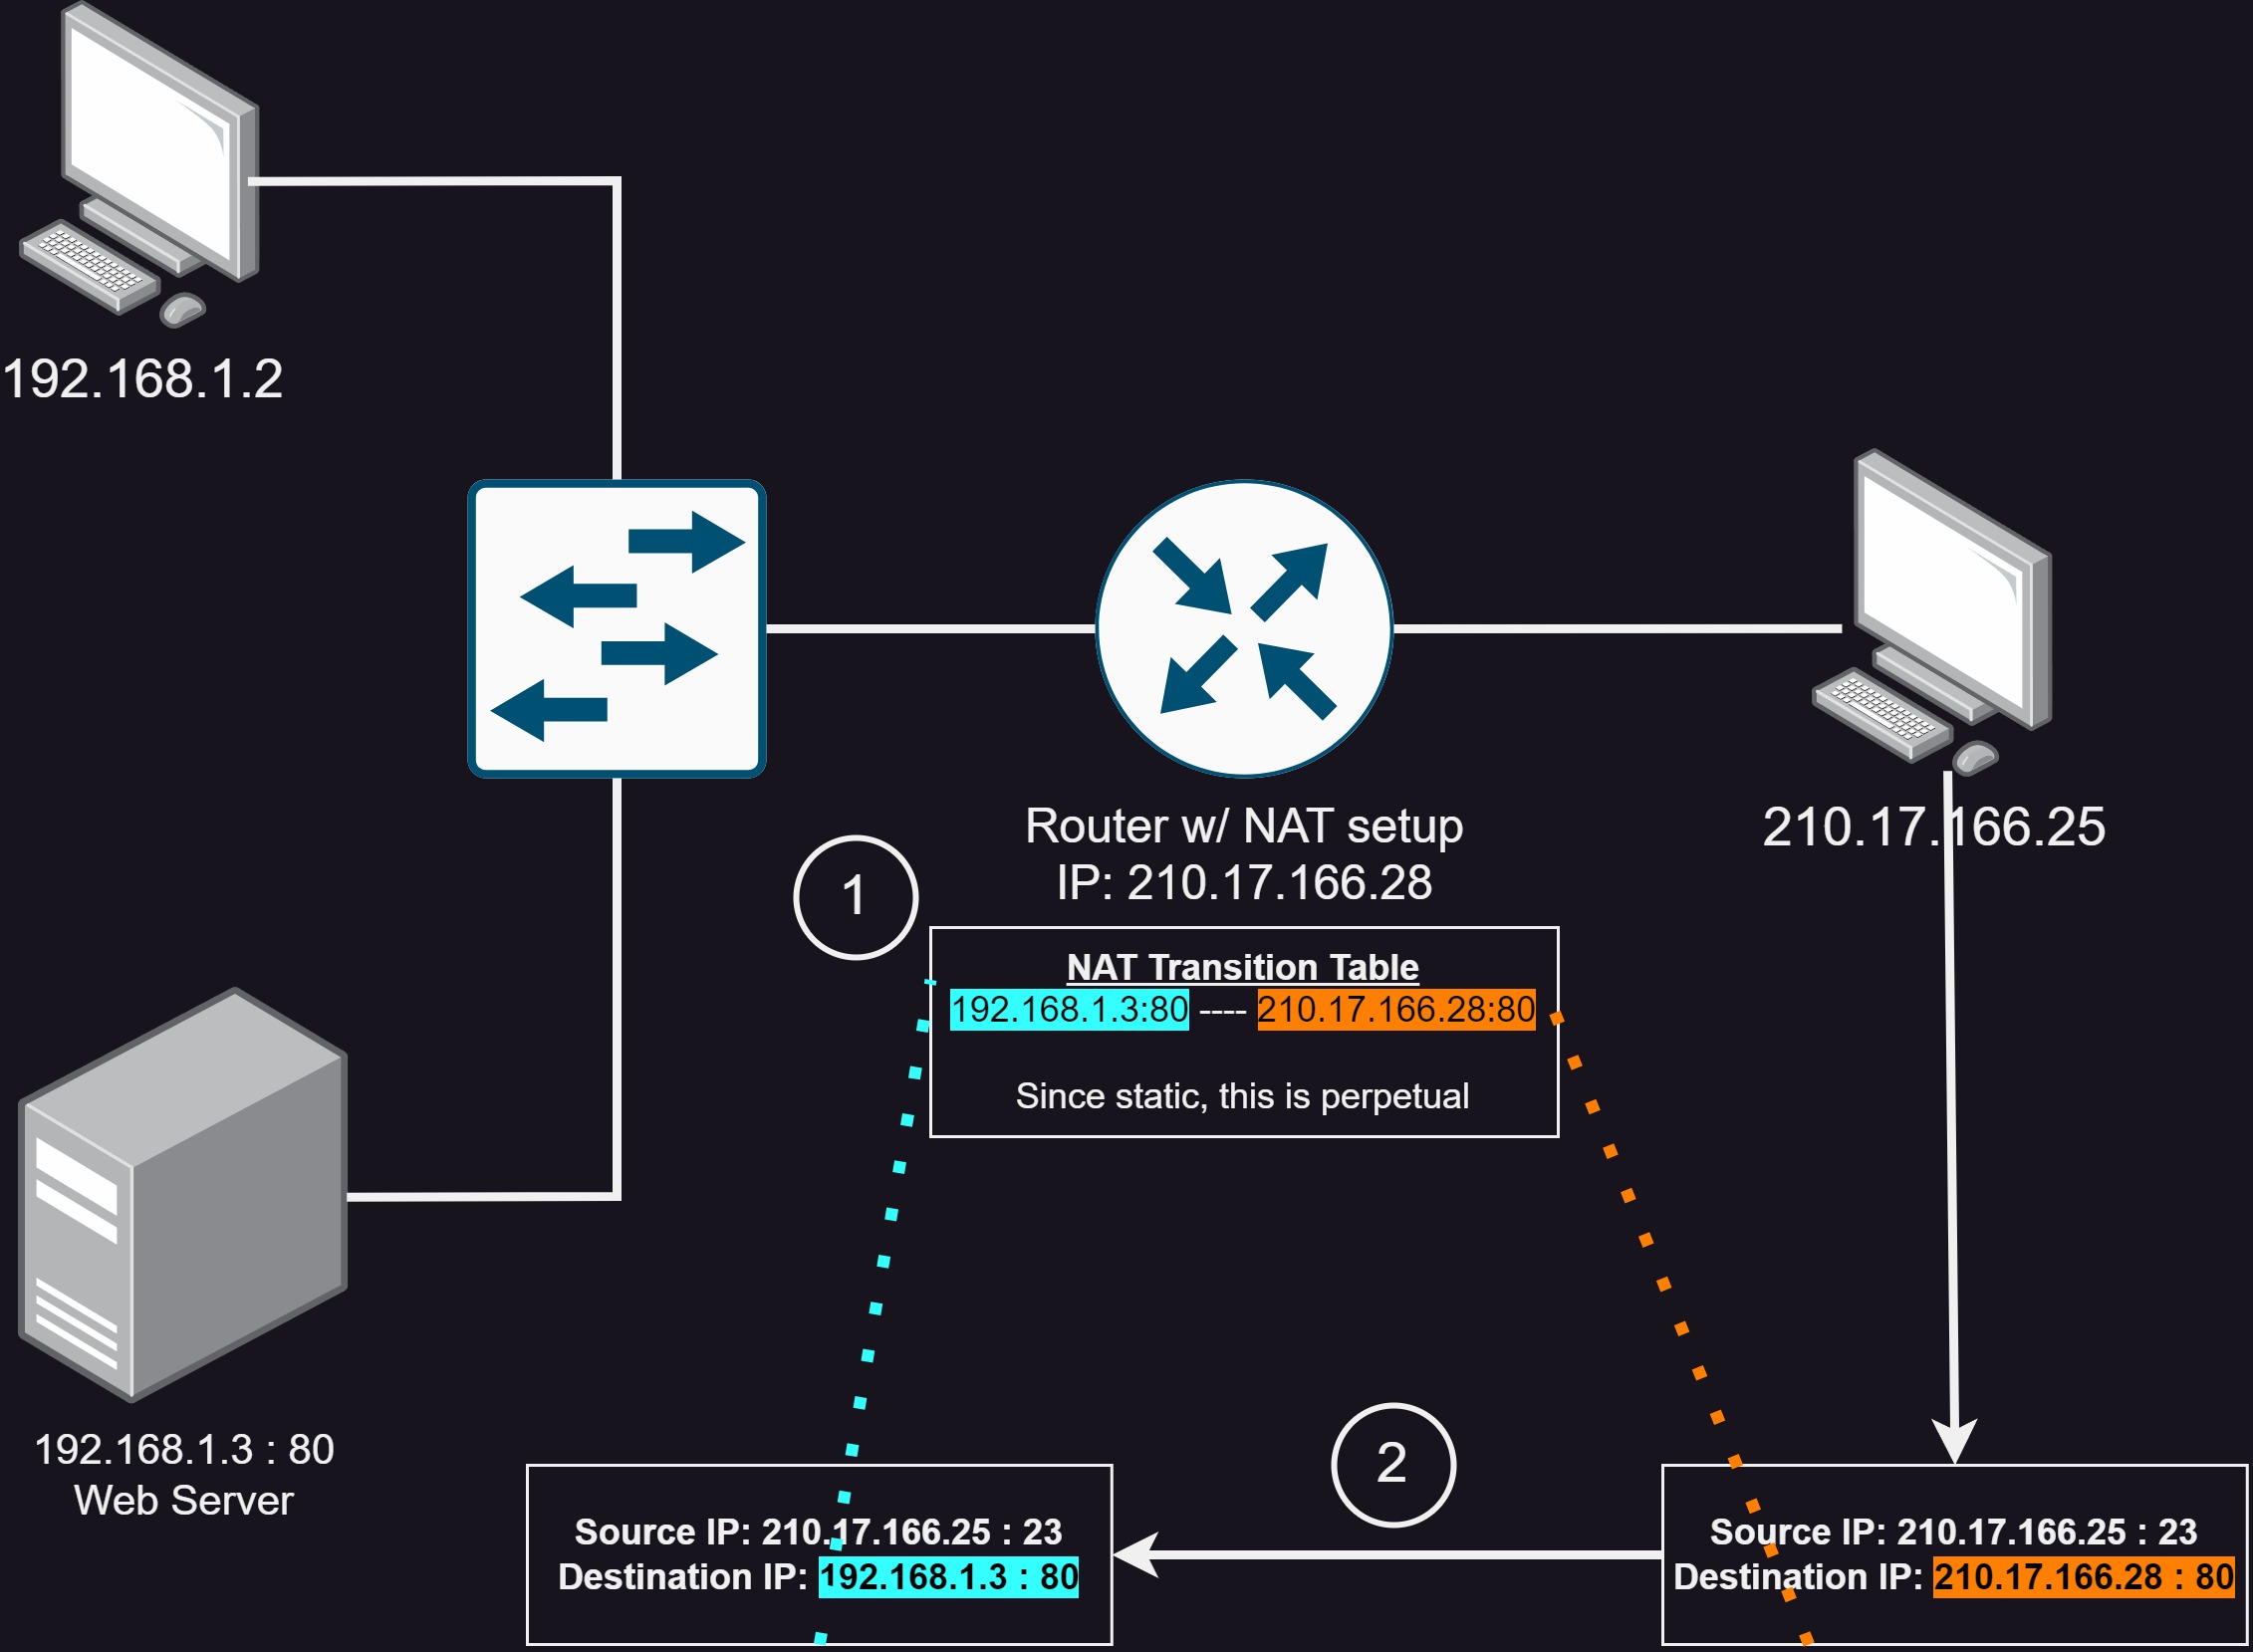 192.168.1.2
Router w/ NAT setup
IP: 210.17.166.28
210.17.166.25
1
NAT Transition Table
192.168.1.3:80 ---- 210.17.166.28:80
Since static, this is perpetual
192.168.1.3 : 80
Web Server
2
Source IP: 210.17.166.25 : 23
Destination IP: 192.168.1.3 : 80
Source IP: 210.17.166.25 : 23
Destination IP: 210.17.166.28 : 80